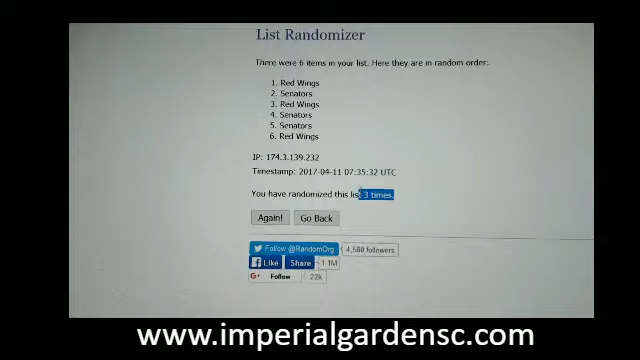 List Randomizer
There were 6 items in your list. Here they are in random order:
1. Red Wings
2. Senators
3. Red Wings
4. Senators
5. Senators
6. Red Wings
IP: 174.3.139.232
Timestamp: 2017-04-11 07:35:32 UTC
You have randomized this list 3 times.
Again! Go Back
Follow @RandomOrg 4,580 followers
Like Share 1.1M
G+ Follow 22k
www.imperialgardensc.com